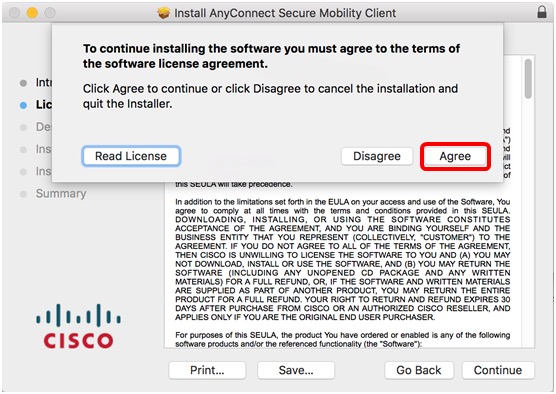 Install AnyConnect Secure Mobility Client
To continue installing the software you must agree to the terms of
the software license agreement.
Click Agree to continue or click Disagree to cancel the installation and
quit the Installer.
Read License
Disagree
Agree
Summary
this SEULA will take precedence.
In addition to the limitations set forth in the EULA on your access and use of the Software, You
agree to comply at all times with the terms and conditions provided in this SEULA.
DOWNLOADING, INSTALLING, OR USING THE SOFTWARE CONSTITUTES
ACCEPTANCE OF THE AGREEMENT, AND YOU ARE BINDING YOURSELF AND THE
BUSINESS ENTITY THAT YOU REPRESENT (COLLECTIVELY, "CUSTOMER") TO THE
AGREEMENT. IF YOU DO NOT AGREE TO ALL OF THE TERMS OF THE AGREEMENT,
THEN CISCO IS UNWILLING TO LICENSE THE SOFTWARE TO YOU AND (A) YOU MAY
NOT DOWNLOAD, INSTALL OR USE THE SOFTWARE, AND (B) YOU MAY RETURN THE
SOFTWARE (INCLUDING ANY UNOPENED CD PACKAGE AND ANY WRITTEN
MATERIALS) FOR A FULL REFUND, OR, IF THE SOFTWARE AND WRITTEN MATERIALS
ARE SUPPLIED AS PART OF ANOTHER PRODUCT, YOU MAY RETURN THE ENTIRE
PRODUCT FOR A FULL REFUND. YOUR RIGHT TO RETURN AND REFUND EXPIRES 30
DAYS AFTER PURCHASE FROM CISCO OR AN AUTHORIZED CISCO RESELLER, AND
APPLIES ONLY IF YOU ARE THE ORIGINAL END USER PURCHASER.
For purposes of this SEULA, the product You have ordered or enabled is any of the following
software products and/or the referenced functionality (the "Software"):
CISCO
Print...
Save...
Go Back
Continue